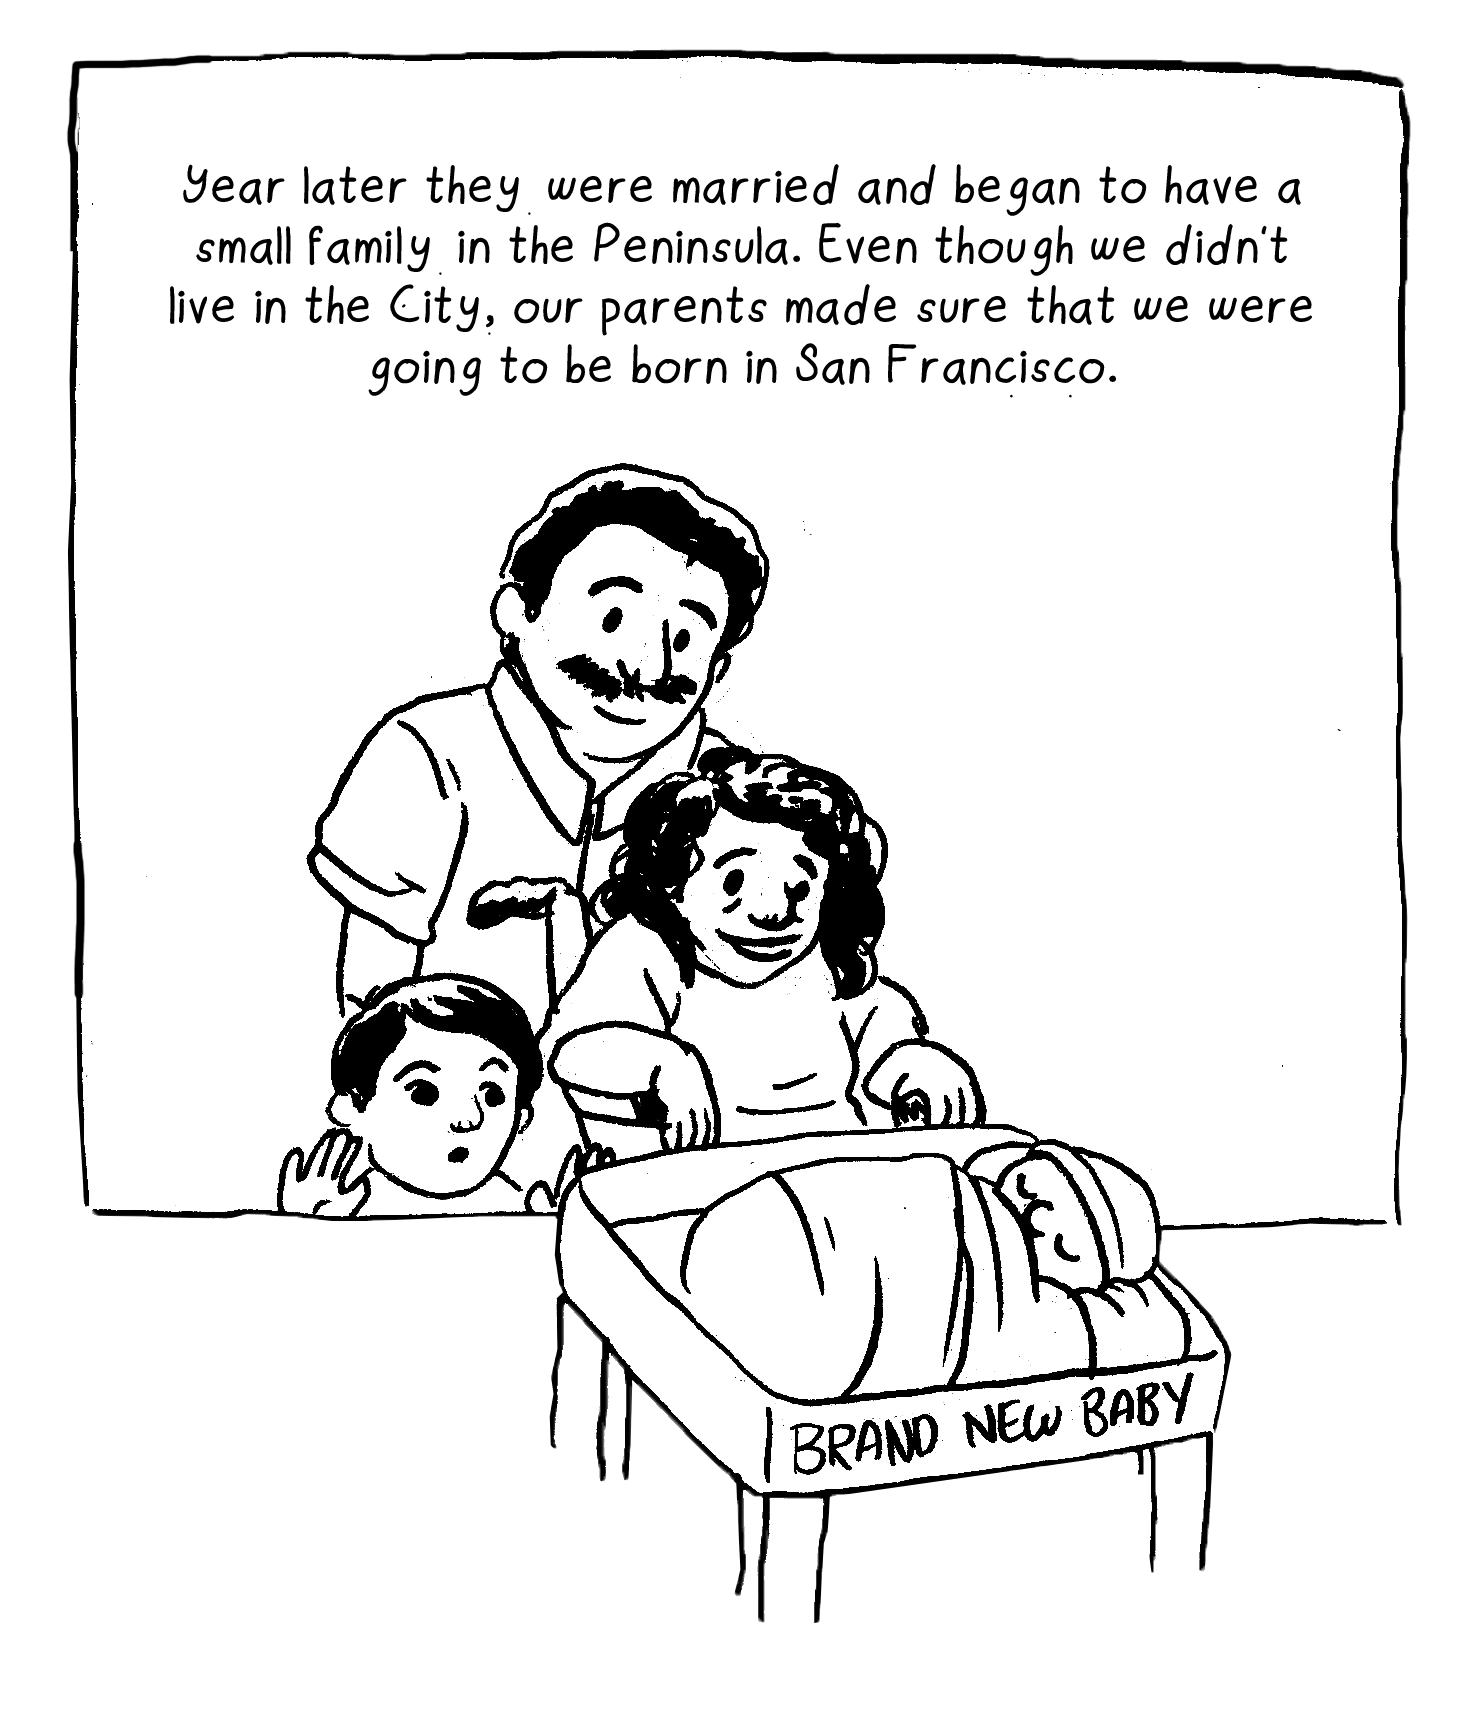 Year later they were married and began to have a
small family in the Peninsula. Even though we didn't
live in the City, our parents made sure that we were
going to be born in San Francisco.
BRAND NEW BABY